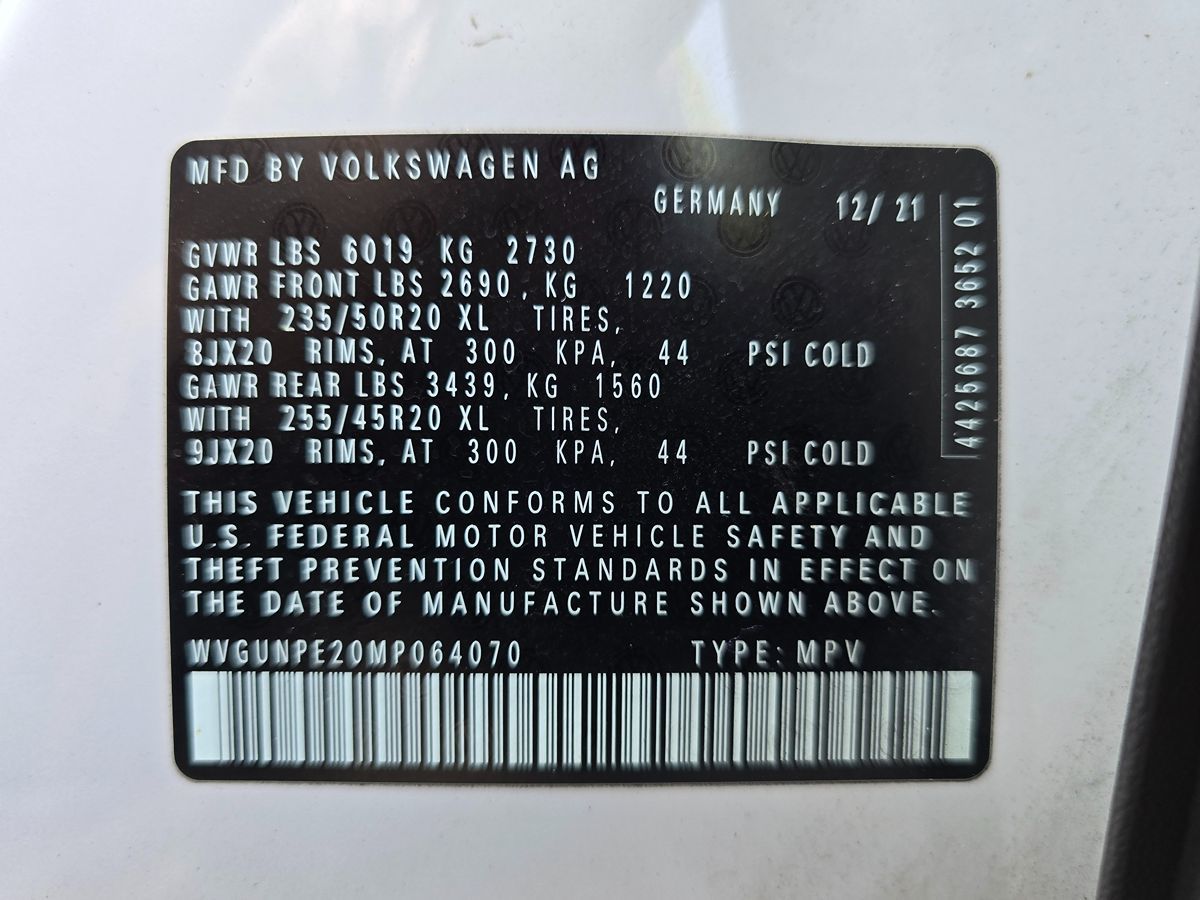 MFD BY VOLKSWAGEN AG
GERMANY 12/21
GVWR LBS 6019 KG 2730
GAWR FRONT LBS 2690, KG 1220
WITH 235/50R20 XL TIRES,
8JX20 RIMS, AT 300 KPA, 44 PSI COLD
GAWR REAR LBS 3439, KG 1560
WITH 255/45R20 XL TIRES,
9JX20 RIMS, AT 300 KPA, 44 PSI COLD
THIS VEHICLE CONFORMS TO ALL APPLICABLE
U.S. FEDERAL MOTOR VEHICLE SAFETY AND
THEFT PREVENTION STANDARDS IN EFFECT ON
THE DATE OF MANUFACTURE SHOWN ABOVE.
WVGUNPE20MP064070 TYPE: MPV
4425687 3652 01